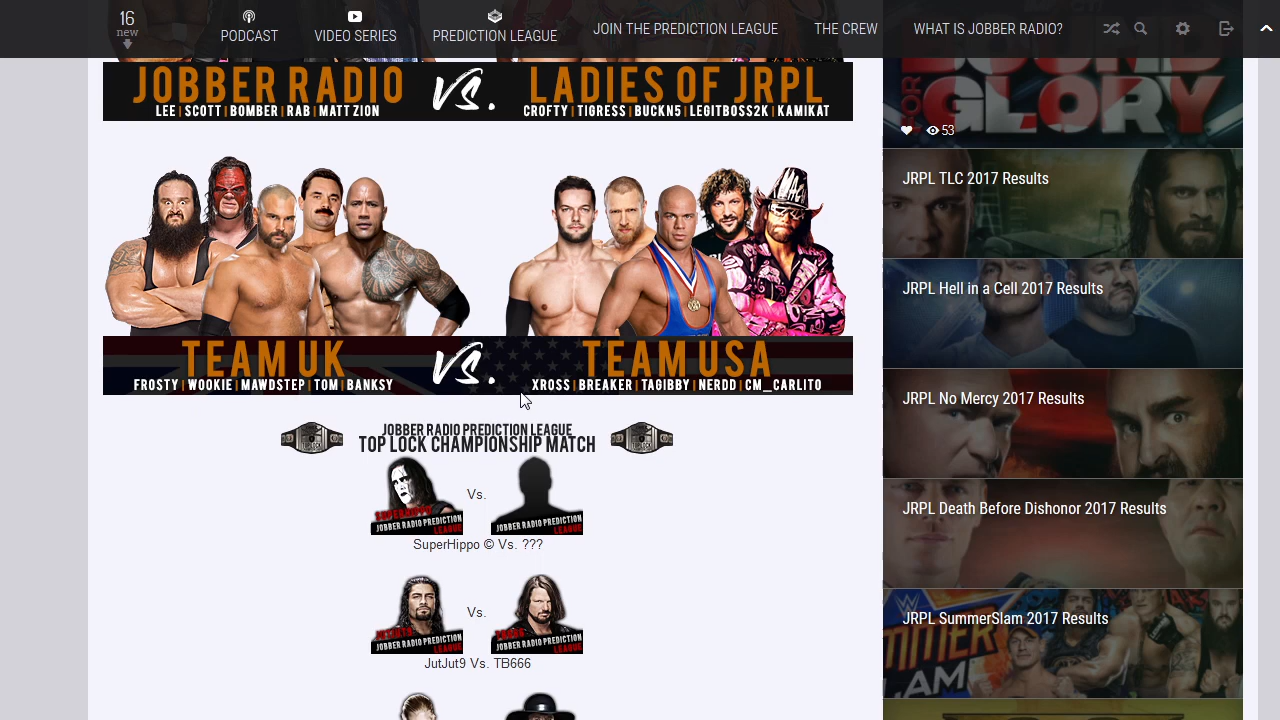 16
new
PODCAST
VIDEO SERIES
PREDICTION LEAGUE
JOIN THE PREDICTION LEAGUE
THE CREW
WHAT IS JOBBER RADIO?
JOBBER RADIO VS. LADIES OF JRPL
LEE | SCOTT | BOMBER | RAB | MATT ZION
CROFTY | TIGRESS | BUCKN5 | LEGITBOSS2K | KAMIKAT
TEAM UK VS. TEAM USA
FROSTY | WOOKIE | MAWDSTEP | TOM | BANKSY
XROSS | BREAKER | TAGIBBY | NERDD | CM_CARLITO
JOBBER RADIO PREDICTION LEAGUE
TOP LOCK CHAMPIONSHIP MATCH
SUPERHIPPO
JOBBER RADIO PREDICTION
LEAGUE
Vs.
JOBBER RADIO PREDICTION
LEAGUE
SuperHippo © Vs. ???
JUTJUT9
JOBBER RADIO PREDICTION
LEAGUE
Vs.
JOBBER RADIO PREDICTION
LEAGUE
JutJut9 Vs. TB666
FOR
GLORY
53
JRPL TLC 2017 Results
JRPL Hell in a Cell 2017 Results
JRPL No Mercy 2017 Results
JRPL Death Before Dishonor 2017 Results
JRPL SummerSlam 2017 Results
W
SUMMER
SLAM